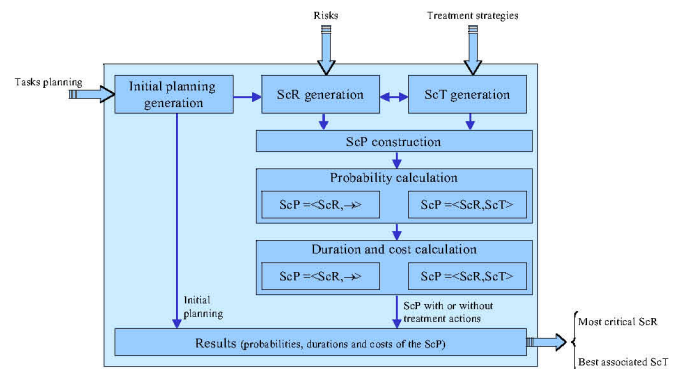 Risks
Treatment strategies
Tasks planning
Initial planning
generation
ScR generation
ScT generation
ScP construction
Probability calculation
ScP =<ScR,→>
ScP =<ScR,ScT>
Duration and cost calculation
ScP =<ScR,→>
ScP =<ScR,ScT>
Initial
planning
ScP with or without
treatment actions
Results (probabilities, durations and costs of the ScP)
Most critical ScR
Best associated ScT